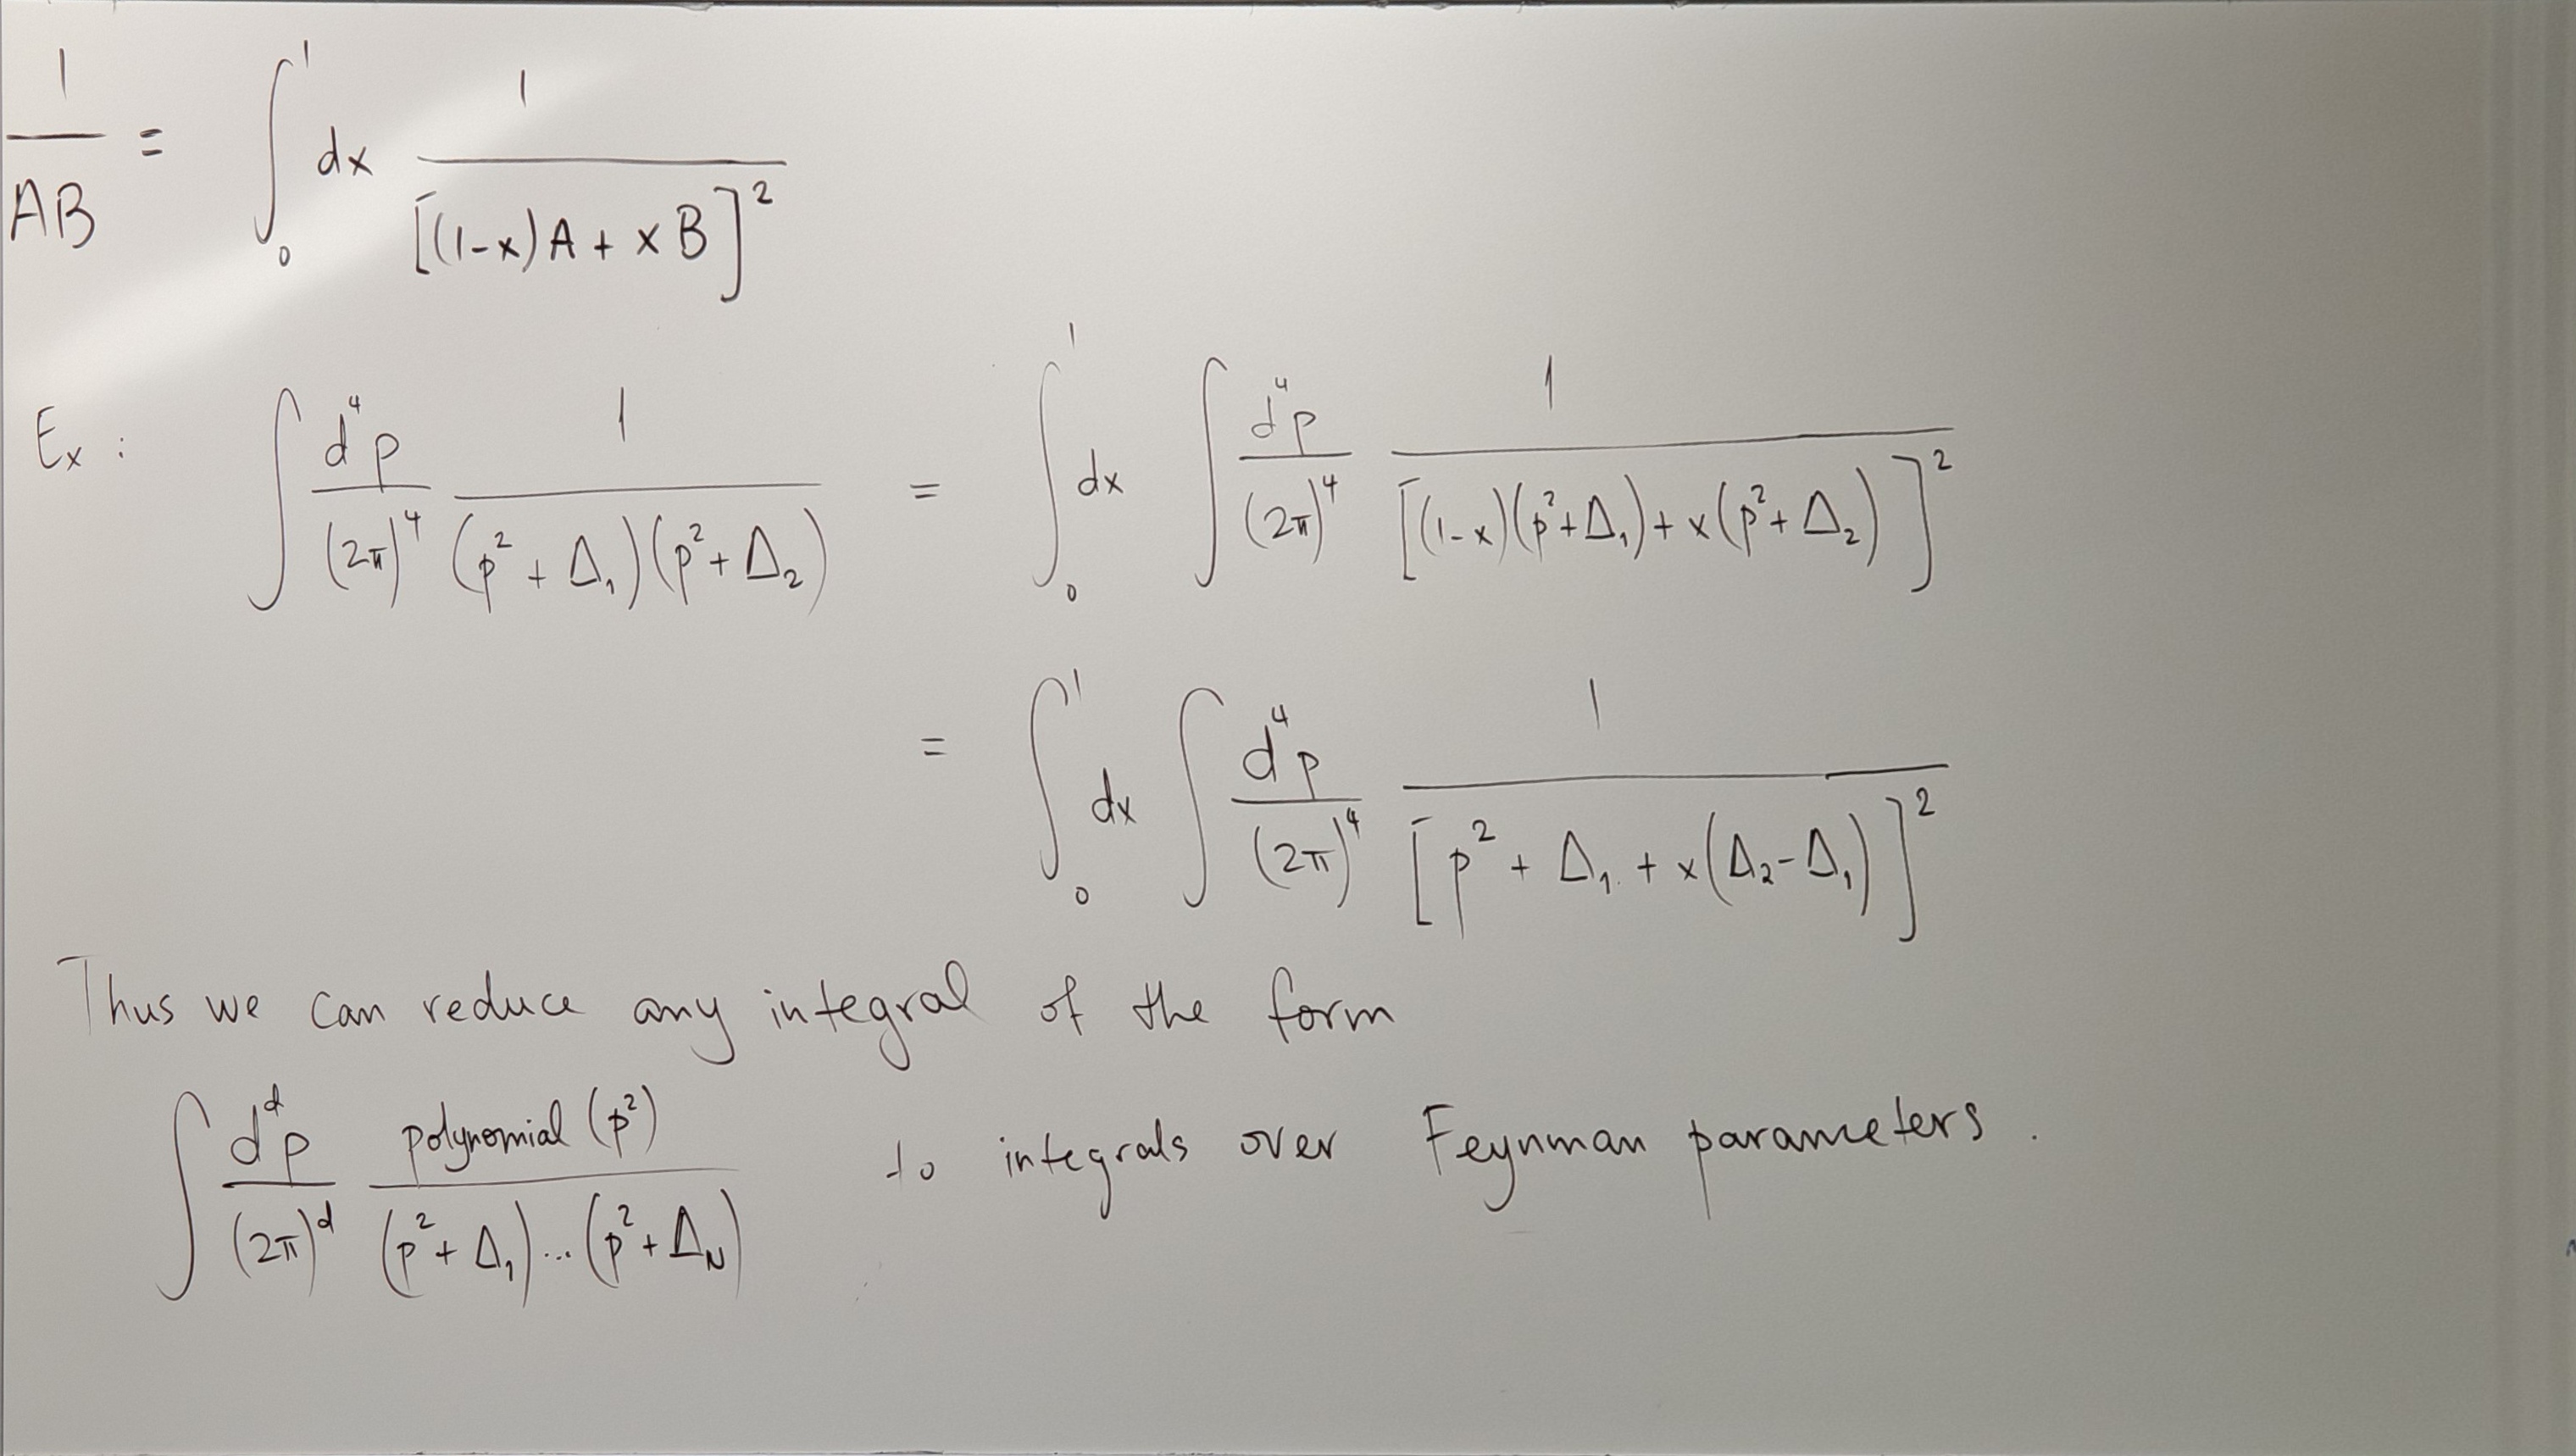 1/(AB) = ∫₀¹ dx 1/[(1-x)A + xB]²
Ex: ∫ d⁴p/(2π)⁴ 1/((p² + Δ₁)(p² + Δ₂)) = ∫₀¹ dx ∫ d⁴p/(2π)⁴ 1/[(1-x)(p² + Δ₁) + x(p² + Δ₂)]²
= ∫₀¹ dx ∫ d⁴p/(2π)⁴ 1/[p² + Δ₁ + x(Δ₂ - Δ₁)]²
Thus we can reduce any integral of the form
∫ dᵈp/(2π)ᵈ polynomial (p²)/((p² + Δ₁)...(p² + Δ_N)) to integrals over Feynman parameters.